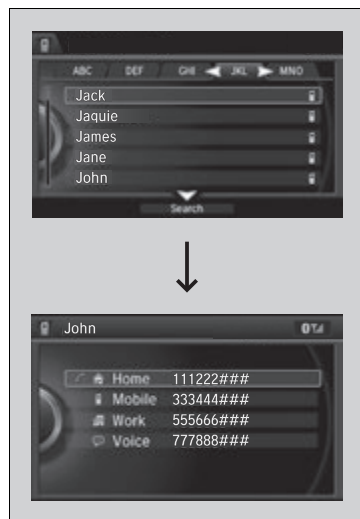 ABC DEF GHI JKL MNO
Jack
Jaquie
James
Jane
John
Search
John
Home 111222###
Mobile 333444###
Work 555666###
Voice 777888###